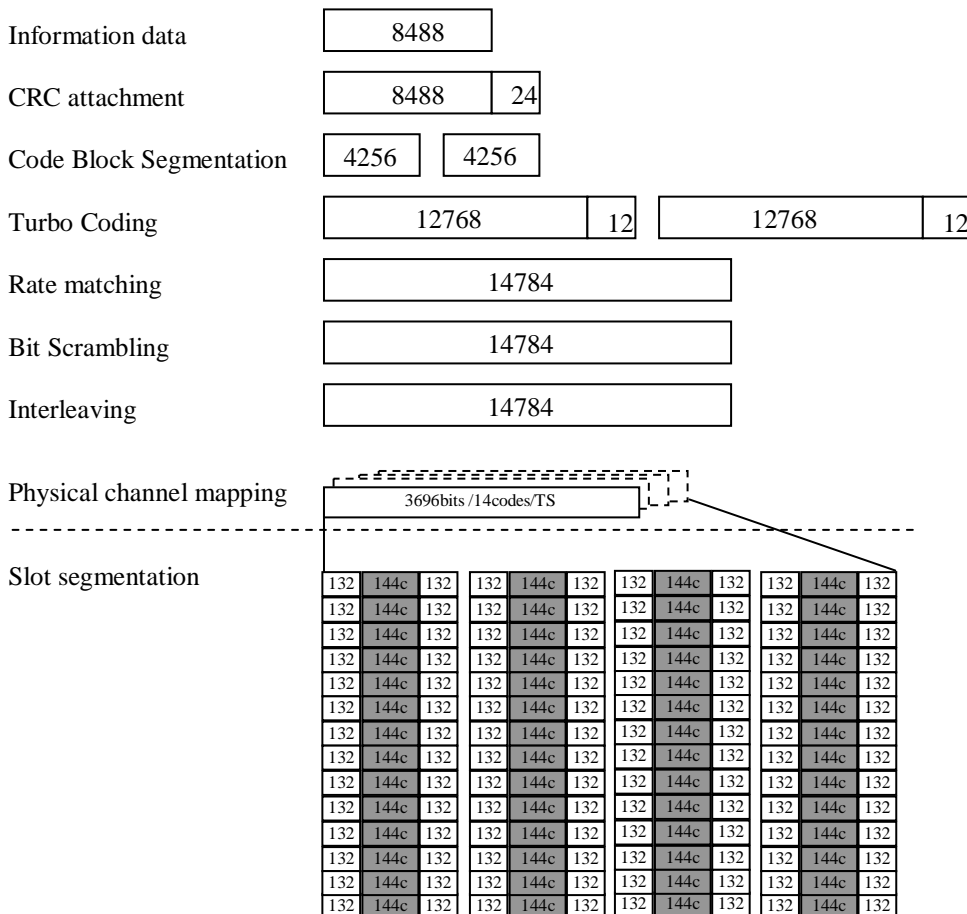 Information data 8488
CRC attachment 8488 24
Code Block Segmentation 4256 4256
Turbo Coding 12768 12 12768 12
Rate matching 14784
Bit Scrambling 14784
Interleaving 14784
Physical channel mapping 3696bits /14codes/TS
Slot segmentation
132 144c 132 132 144c 132 132 144c 132 132 144c 132
132 144c 132 132 144c 132 132 144c 132 132 144c 132
132 144c 132 132 144c 132 132 144c 132 132 144c 132
132 144c 132 132 144c 132 132 144c 132 132 144c 132
132 144c 132 132 144c 132 132 144c 132 132 144c 132
132 144c 132 132 144c 132 132 144c 132 132 144c 132
132 144c 132 132 144c 132 132 144c 132 132 144c 132
132 144c 132 132 144c 132 132 144c 132 132 144c 132
132 144c 132 132 144c 132 132 144c 132 132 144c 132
132 144c 132 132 144c 132 132 144c 132 132 144c 132
132 144c 132 132 144c 132 132 144c 132 132 144c 132
132 144c 132 132 144c 132 132 144c 132 132 144c 132
132 144c 132 132 144c 132 132 144c 132 132 144c 132
132 144c 132 132 144c 132 132 144c 132 132 144c 132